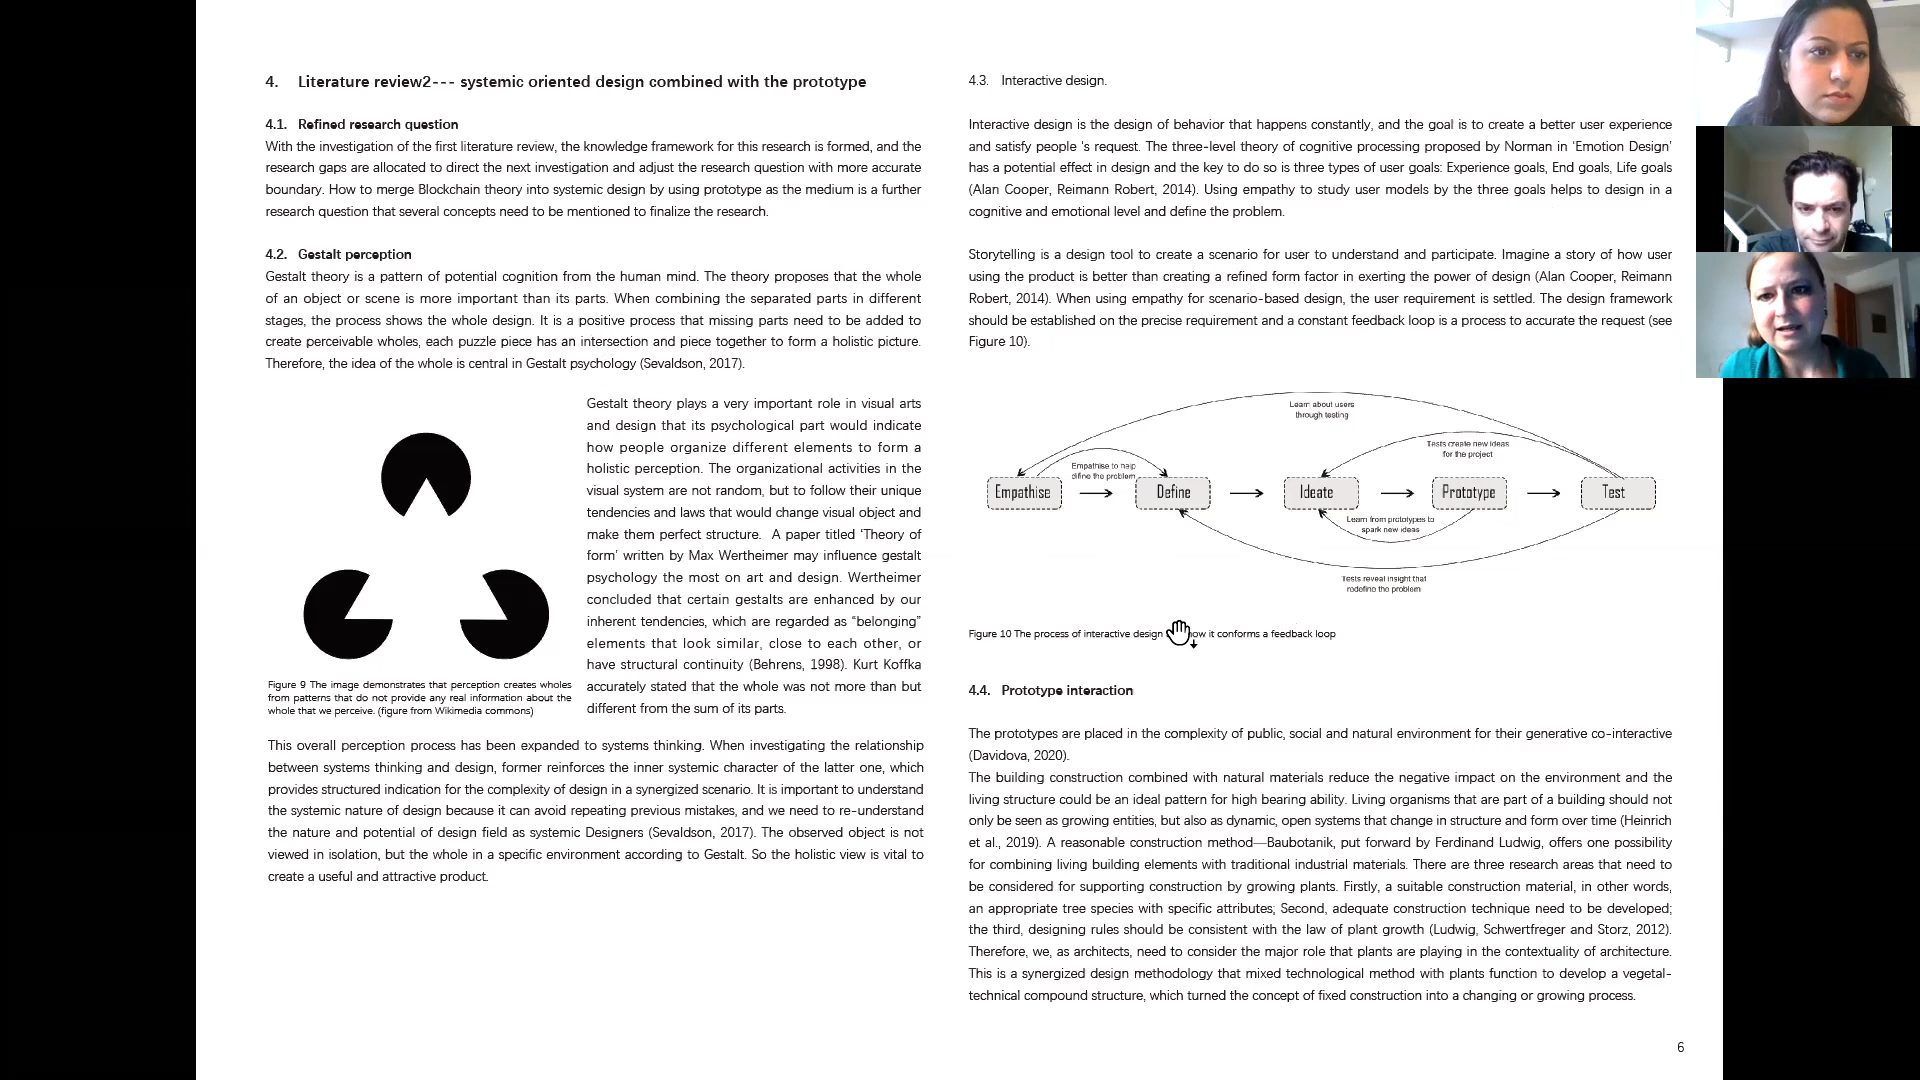 4. Literature review2--- systemic oriented design combined with the prototype
4.1. Refined research question
With the investigation of the first literature review, the knowledge framework for this research is formed, and the
research gaps are allocated to direct the next investigation and adjust the research question with more accurate
boundary. How to merge Blockchain theory into systemic design by using prototype as the medium is a further
research question that several concepts need to be mentioned to finalize the research.
4.2. Gestalt perception
Gestalt theory is a pattern of potential cognition from the human mind. The theory proposes that the whole
of an object or scene is more important than its parts. When combining the separated parts in different
stages, the process shows the whole design. It is a positive process that missing parts need to be added to
create perceivable wholes, each puzzle piece has an intersection and piece together to form a holistic picture.
Therefore, the idea of the whole is central in Gestalt psychology (Sevaldson, 2017).
Gestalt theory plays a very important role in visual arts
and design that its psychological part would indicate
how people organize different elements to form a
holistic perception. The organizational activities in the
visual system are not random, but to follow their unique
tendencies and laws that would change visual object and
make them perfect structure. A paper titled ‘Theory of
form’ written by Max Wertheimer may influence gestalt
psychology the most on art and design. Wertheimer
concluded that certain gestalts are enhanced by our
inherent tendencies, which are regarded as “belonging”
elements that look similar, close to each other, or
have structural continuity (Behrens, 1998). Kurt Koffka
accurately stated that the whole was not more than but
different from the sum of its parts.
Figure 9 The image demonstrates that perception creates wholes
from patterns that do not provide any real information about the
whole that we perceive. (figure from Wikimedia commons)
This overall perception process has been expanded to systems thinking. When investigating the relationship
between systems thinking and design, former reinforces the inner systemic character of the latter one, which
provides structured indication for the complexity of design in a synergized scenario. It is important to understand
the systemic nature of design because it can avoid repeating previous mistakes, and we need to re-understand
the nature and potential of design field as systemic Designers (Sevaldson, 2017). The observed object is not
viewed in isolation, but the whole in a specific environment according to Gestalt. So the holistic view is vital to
create a useful and attractive product.
4.3. Interactive design.
Interactive design is the design of behavior that happens constantly, and the goal is to create a better user experience
and satisfy people 's request. The three-level theory of cognitive processing proposed by Norman in ‘Emotion Design’
has a potential effect in design and the key to do so is three types of user goals: Experience goals, End goals, Life goals
(Alan Cooper, Reimann Robert, 2014). Using empathy to study user models by the three goals helps to design in a
cognitive and emotional level and define the problem.
Storytelling is a design tool to create a scenario for user to understand and participate. Imagine a story of how user
using the product is better than creating a refined form factor in exerting the power of design (Alan Cooper, Reimann
Robert, 2014). When using empathy for scenario-based design, the user requirement is settled. The design framework
should be established on the precise requirement and a constant feedback loop is a process to accurate the request (see
Figure 10).
Learn about users
through testing
Tests create new ideas
for the project
Empathise to help
difine the problem
Empathise
Define
Ideate
Prototype
Test
Learn from prototypes to
spark new ideas
Tests reveal insight that
redefine the problem
Figure 10 The process of interactive design how it conforms a feedback loop
4.4. Prototype interaction
The prototypes are placed in the complexity of public, social and natural environment for their generative co-interactive
(Davidova, 2020).
The building construction combined with natural materials reduce the negative impact on the environment and the
living structure could be an ideal pattern for high bearing ability. Living organisms that are part of a building should not
only be seen as growing entities, but also as dynamic, open systems that change in structure and form over time (Heinrich
et al., 2019). A reasonable construction method—Baubotanik, put forward by Ferdinand Ludwig, offers one possibility
for combining living building elements with traditional industrial materials. There are three research areas that need to
be considered for supporting construction by growing plants. Firstly, a suitable construction material, in other words,
an appropriate tree species with specific attributes; Second, adequate construction technique need to be developed;
the third, designing rules should be consistent with the law of plant growth (Ludwig, Schwertfreger and Storz, 2012).
Therefore, we, as architects, need to consider the major role that plants are playing in the contextuality of architecture.
This is a synergized design methodology that mixed technological method with plants function to develop a vegetal-
technical compound structure, which turned the concept of fixed construction into a changing or growing process.
6